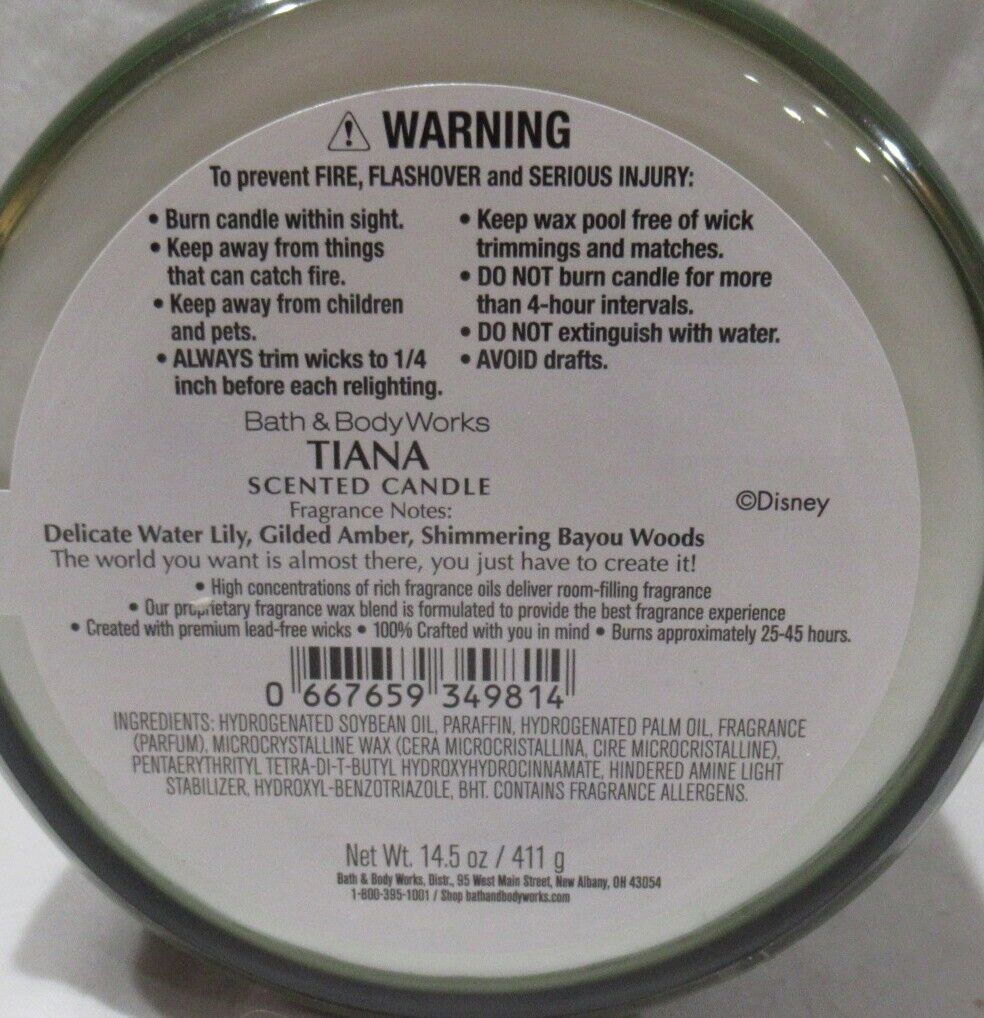 ⚠ WARNING
To prevent FIRE, FLASHOVER and SERIOUS INJURY:
• Burn candle within sight.
• Keep away from things
that can catch fire.
• Keep away from children
and pets.
• ALWAYS trim wicks to 1/4
inch before each relighting.
• Keep wax pool free of wick
trimmings and matches.
• DO NOT burn candle for more
than 4-hour intervals.
• DO NOT extinguish with water.
• AVOID drafts.
Bath & Body Works
TIANA
SCENTED CANDLE
©Disney
Fragrance Notes:
Delicate Water Lily, Gilded Amber, Shimmering Bayou Woods
The world you want is almost there, you just have to create it!
• High concentrations of rich fragrance oils deliver room-filling fragrance
• Our proprietary fragrance wax blend is formulated to provide the best fragrance experience
• Created with premium lead-free wicks • 100% Crafted with you in mind • Burns approximately 25-45 hours.
0 667659 349814
INGREDIENTS: HYDROGENATED SOYBEAN OIL, PARAFFIN, HYDROGENATED PALM OIL, FRAGRANCE
(PARFUM), MICROCRYSTALLINE WAX (CERA MICROCRISTALLINA, CIRE MICROCRISTALLINE),
PENTAERYTHRITYL TETRA-DI-T-BUTYL HYDROXYHYDROCINNAMATE, HINDERED AMINE LIGHT
STABILIZER, HYDROXYL-BENZOTRIAZOLE, BHT. CONTAINS FRAGRANCE ALLERGENS.
Net Wt. 14.5 oz / 411 g
Bath & Body Works, Distr., 95 West Main Street, New Albany, OH 43054
1-800-395-1001 / Shop bathandbodyworks.com